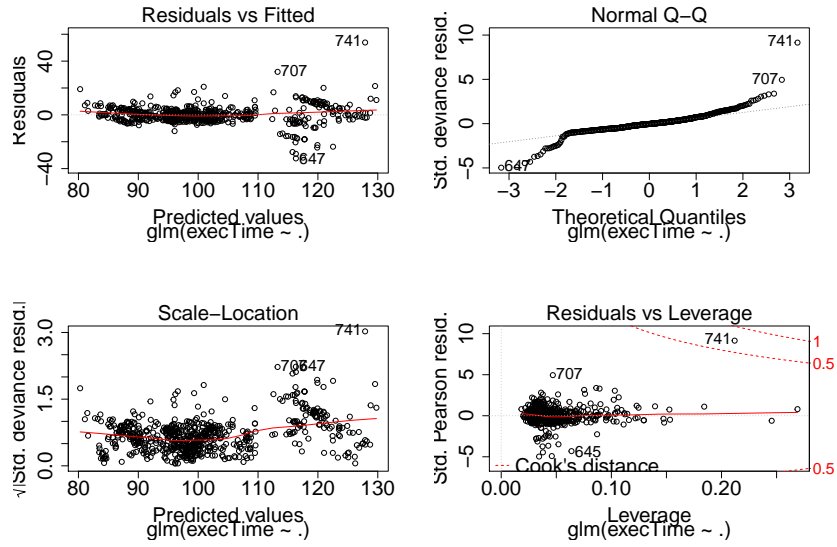 Residuals vs Fitted
Residuals
40
0
−40
741
707
647
80 90 100 110 120 130
Predicted values
glm(execTime ~ .)
Normal Q−Q
Std. deviance resid.
10
5
0
−5
741
707
647
−3 −2 −1 0 1 2 3
Theoretical Quantiles
glm(execTime ~ .)
Scale−Location
√|Std. deviance resid.|
3.0
1.5
0.0
741
647
80 90 100 110 120 130
Predicted values
glm(execTime ~ .)
Residuals vs Leverage
Std. Pearson resid.
10
5
0
−5
741
707
645
1
0.5
0.5
Cook's distance
0.00 0.10 0.20
Leverage
glm(execTime ~ .)